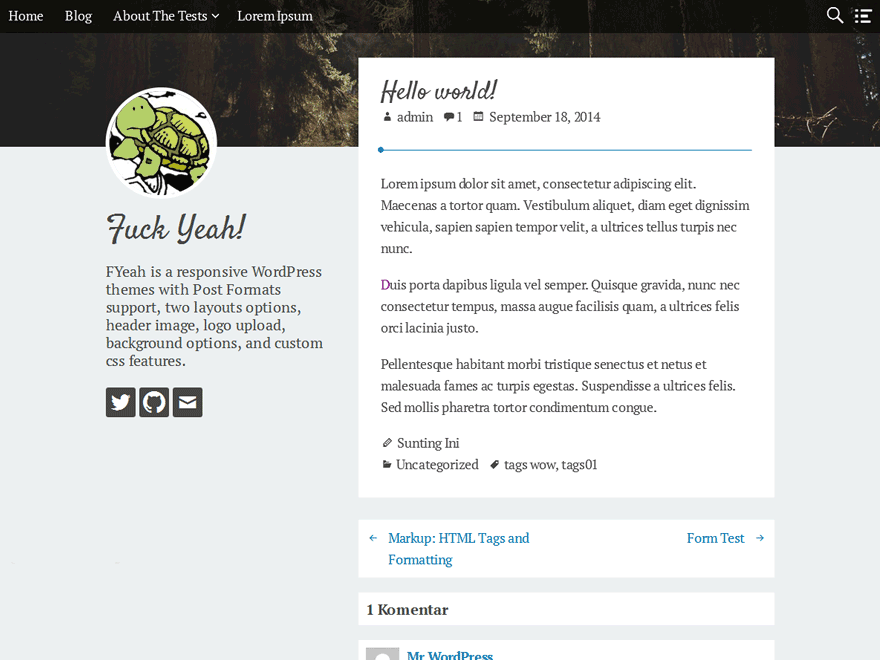 Home Blog About The Tests Lorem Ipsum
Hello world!
admin 1 September 18, 2014
Lorem ipsum dolor sit amet, consectetur adipiscing elit.
Maecenas a tortor quam. Vestibulum aliquet, diam eget dignissim
vehicula, sapien sapien tempor velit, a ultrices tellus turpis nec
nunc.
Duis porta dapibus ligula vel semper. Quisque gravida, nunc nec
consectetur tempus, massa augue facilisis quam, a ultrices felis
orci lacinia justo.
Pellentesque habitant morbi tristique senectus et netus et
malesuada fames ac turpis egestas. Suspendisse a ultrices felis.
Sed mollis pharetra tortor condimentum congue.
Sunting Ini
Uncategorized tags wow, tags01
Fuck Yeah!
FYeah is a responsive WordPress
themes with Post Formats
support, two layouts options,
header image, logo upload,
background options, and custom
css features.
← Markup: HTML Tags and
Formatting
Form Test →
1 Komentar
Mr WordPress